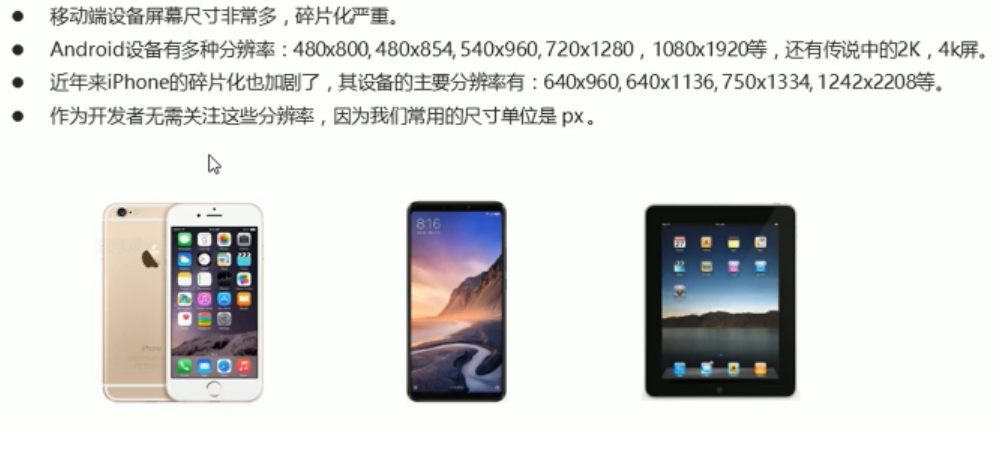 ● 移动端设备屏幕尺寸非常多，碎片化严重。
● Android设备有多种分辨率：480x800, 480x854, 540x960, 720x1280，1080x1920等，还有传说中的2K，4k屏。
● 近年来iPhone的碎片化也加剧了，其设备的主要分辨率有：640x960, 640x1136, 750x1334, 1242x2208等。
● 作为开发者无需关注这些分辨率，因为我们常用的尺寸单位是 px 。
8:16
iPhone
27